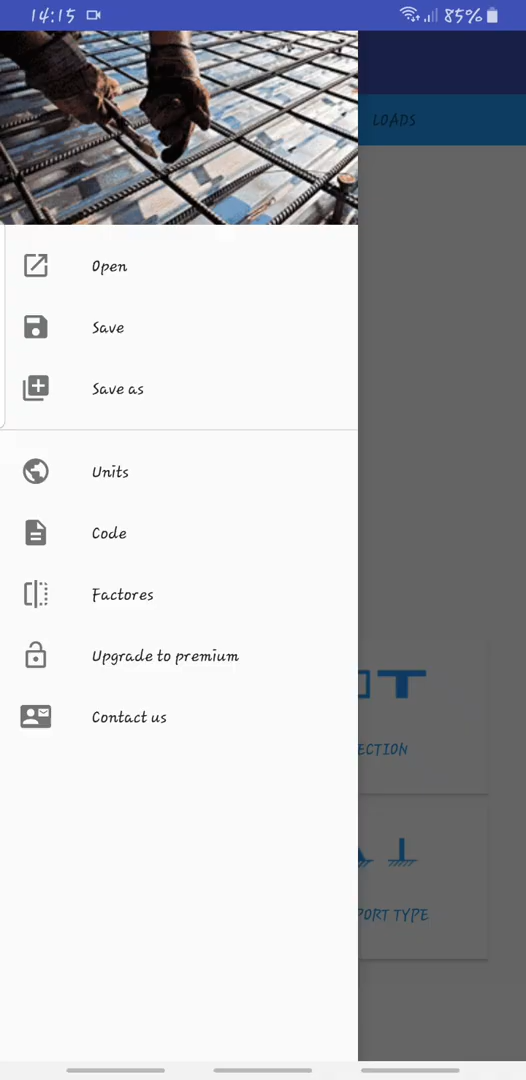 14:15 85%
LOADS
Open
Save
Save as
Units
Code
Factores
Upgrade to premium
Contact us
ECTION
PORT TYPE